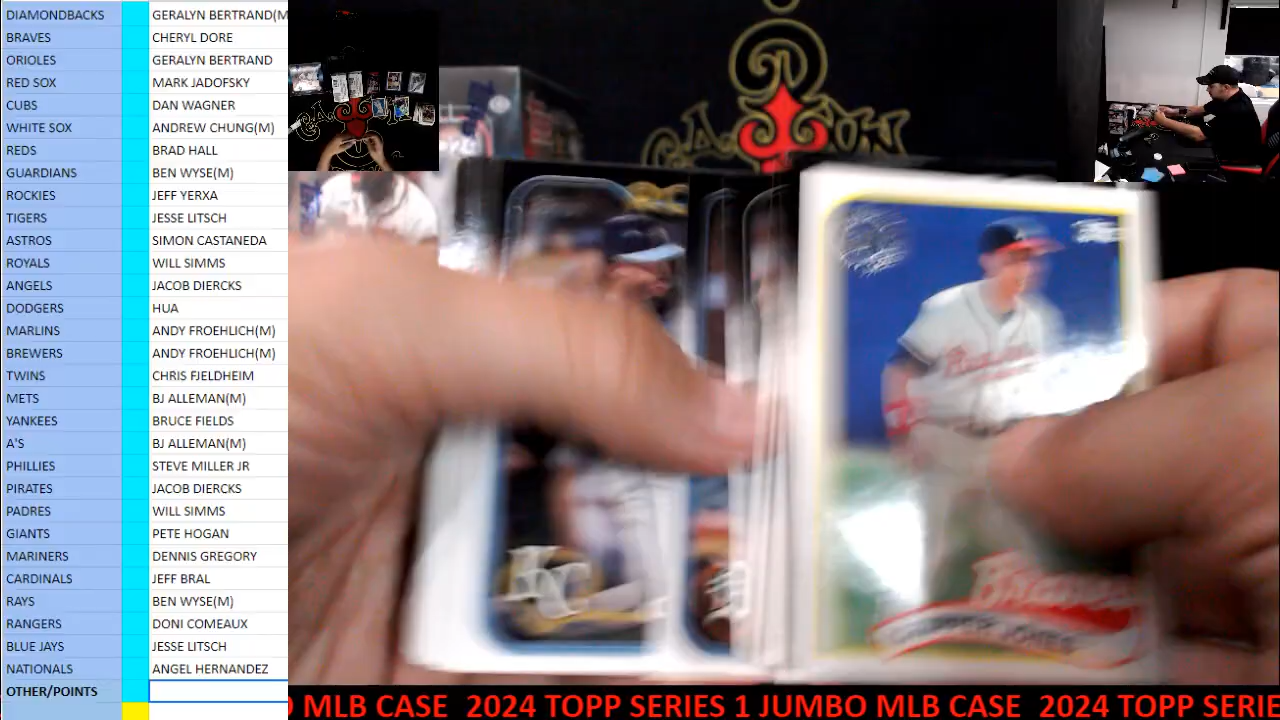 DIAMONDBACKS GERALYN BERTRAND(M
BRAVES CHERYL DORE
ORIOLES GERALYN BERTRAND
RED SOX MARK JADOFSKY
CUBS DAN WAGNER
WHITE SOX ANDREW CHUNG(M)
REDS BRAD HALL
GUARDIANS BEN WYSE(M)
ROCKIES JEFF YERXA
TIGERS JESSE LITSCH
ASTROS SIMON CASTANEDA
ROYALS WILL SIMMS
ANGELS JACOB DIERCKS
DODGERS HUA
MARLINS ANDY FROEHLICH(M)
BREWERS ANDY FROEHLICH(M)
TWINS CHRIS FJELDHEIM
METS BJ ALLEMAN(M)
YANKEES BRUCE FIELDS
A'S BJ ALLEMAN(M)
PHILLIES STEVE MILLER JR
PIRATES JACOB DIERCKS
PADRES WILL SIMMS
GIANTS PETE HOGAN
MARINERS DENNIS GREGORY
CARDINALS JEFF BRAL
RAYS BEN WYSE(M)
RANGERS DONI COMEAUX
BLUE JAYS JESSE LITSCH
NATIONALS ANGEL HERNANDEZ
OTHER/POINTS
Braves
O MLB CASE 2024 TOPP SERIES 1 JUMBO MLB CASE 2024 TOPP SERIE